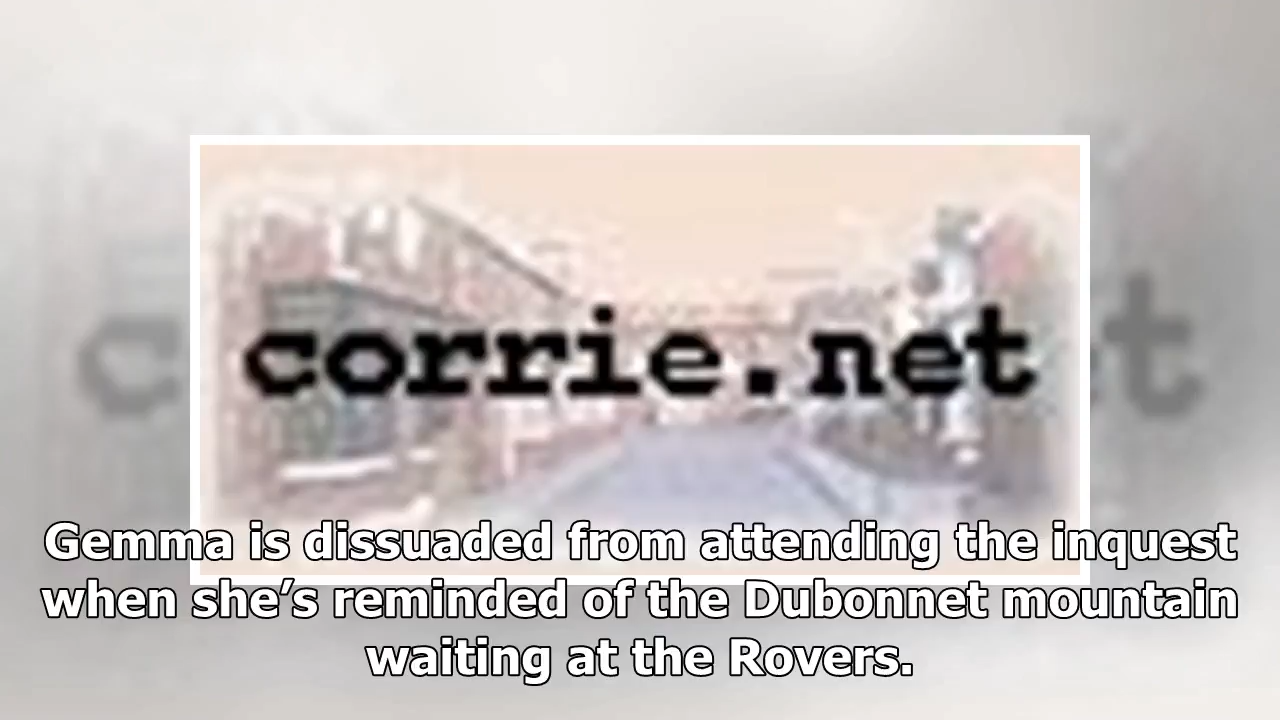 corrie.net
Gemma is dissuaded from attending the inquest
when she’s reminded of the Dubonnet mountain
waiting at the Rovers.